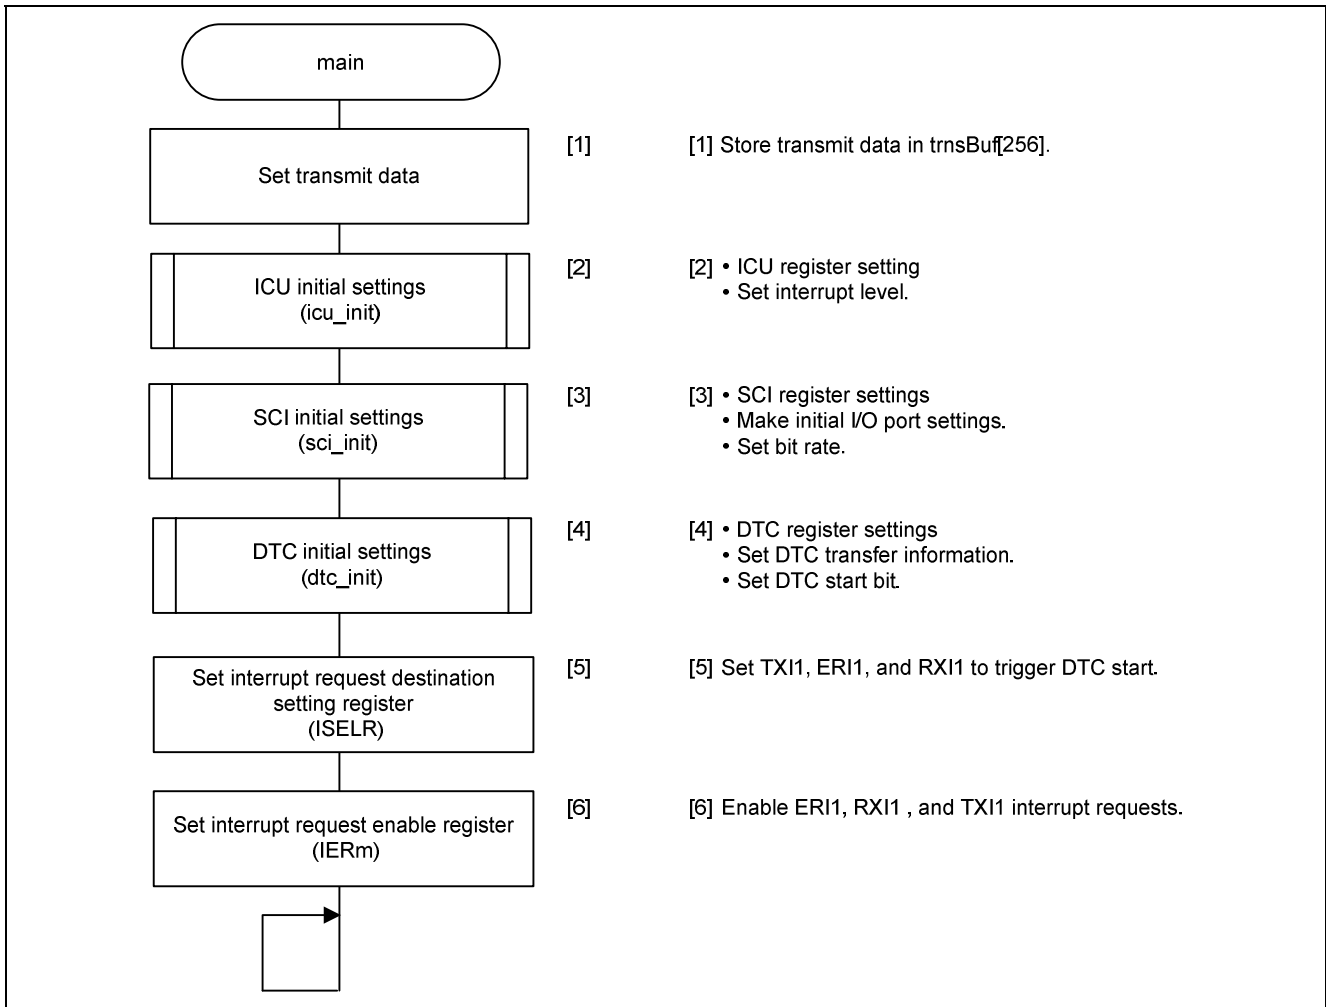 main
Set transmit data
[1]
[1] Store transmit data in trnsBuf[256].
ICU initial settings
(icu_init)
[2]
[2] • ICU register setting
• Set interrupt level.
SCI initial settings
(sci_init)
[3]
[3] • SCI register settings
• Make initial I/O port settings.
• Set bit rate.
DTC initial settings
(dtc_init)
[4]
[4] • DTC register settings
• Set DTC transfer information.
• Set DTC start bit.
Set interrupt request destination
setting register
(ISELR)
[5]
[5] Set TXI1, ERI1, and RXI1 to trigger DTC start.
Set interrupt request enable register
(IERm)
[6]
[6] Enable ERI1, RXI1 , and TXI1 interrupt requests.